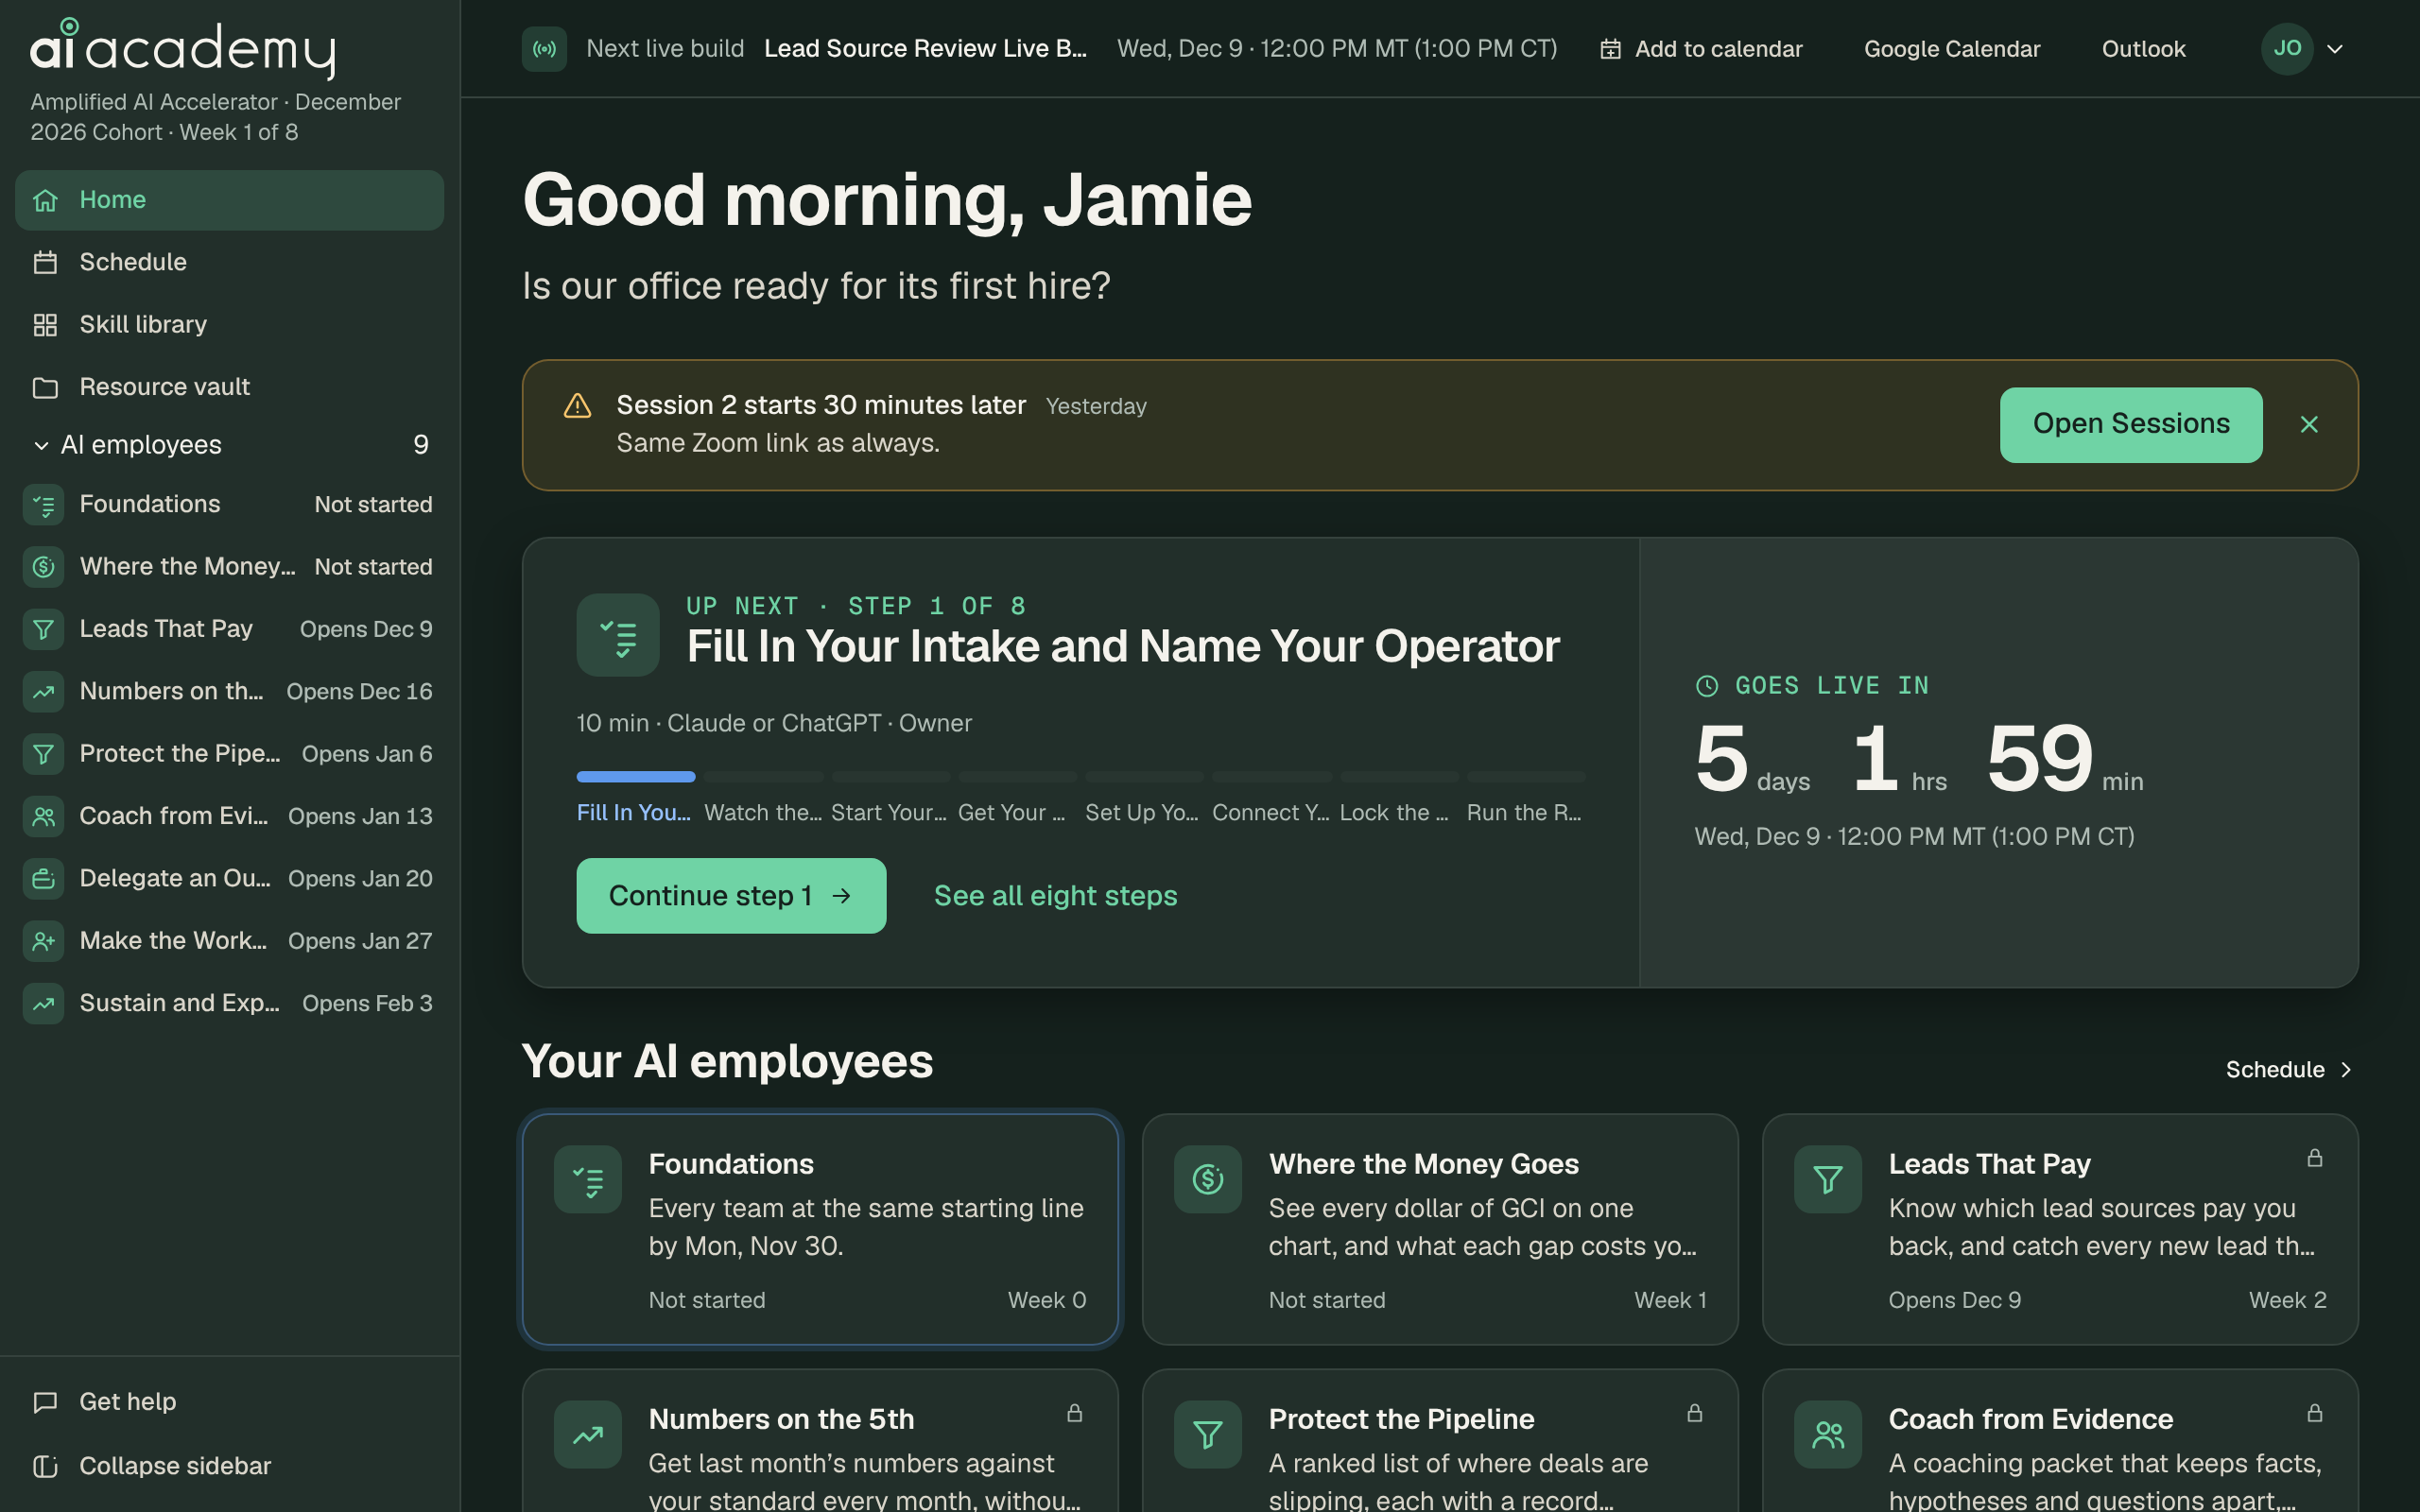 ai academy
Amplified AI Accelerator · December
2026 Cohort · Week 1 of 8
Home
Schedule
Skill library
Resource vault
AI employees 9
Foundations Not started
Where the Money... Not started
Leads That Pay Opens Dec 9
Numbers on th... Opens Dec 16
Protect the Pipe... Opens Jan 6
Coach from Evi... Opens Jan 13
Delegate an Ou... Opens Jan 20
Make the Work... Opens Jan 27
Sustain and Exp... Opens Feb 3
Get help
Collapse sidebar
Next live build Lead Source Review Live B... Wed, Dec 9 · 12:00 PM MT (1:00 PM CT) Add to calendar Google Calendar Outlook JO
Good morning, Jamie
Is our office ready for its first hire?
Session 2 starts 30 minutes later Yesterday
Same Zoom link as always.
Open Sessions
UP NEXT · STEP 1 OF 8
Fill In Your Intake and Name Your Operator
10 min · Claude or ChatGPT · Owner
Fill In You... Watch the... Start Your... Get Your ... Set Up Yo... Connect Y... Lock the ... Run the R...
Continue step 1 → See all eight steps
GOES LIVE IN
5 days 1 hrs 59 min
Wed, Dec 9 · 12:00 PM MT (1:00 PM CT)
Your AI employees
Schedule
Foundations
Every team at the same starting line
by Mon, Nov 30.
Not started Week 0
Where the Money Goes
See every dollar of GCI on one
chart, and what each gap costs yo...
Not started Week 1
Leads That Pay
Know which lead sources pay you
back, and catch every new lead th...
Opens Dec 9 Week 2
Numbers on the 5th
Get last month’s numbers against
your standard every month, withou...
Protect the Pipeline
A ranked list of where deals are
slipping, each with a record...
Coach from Evidence
A coaching packet that keeps facts,
hypotheses and questions apart,...